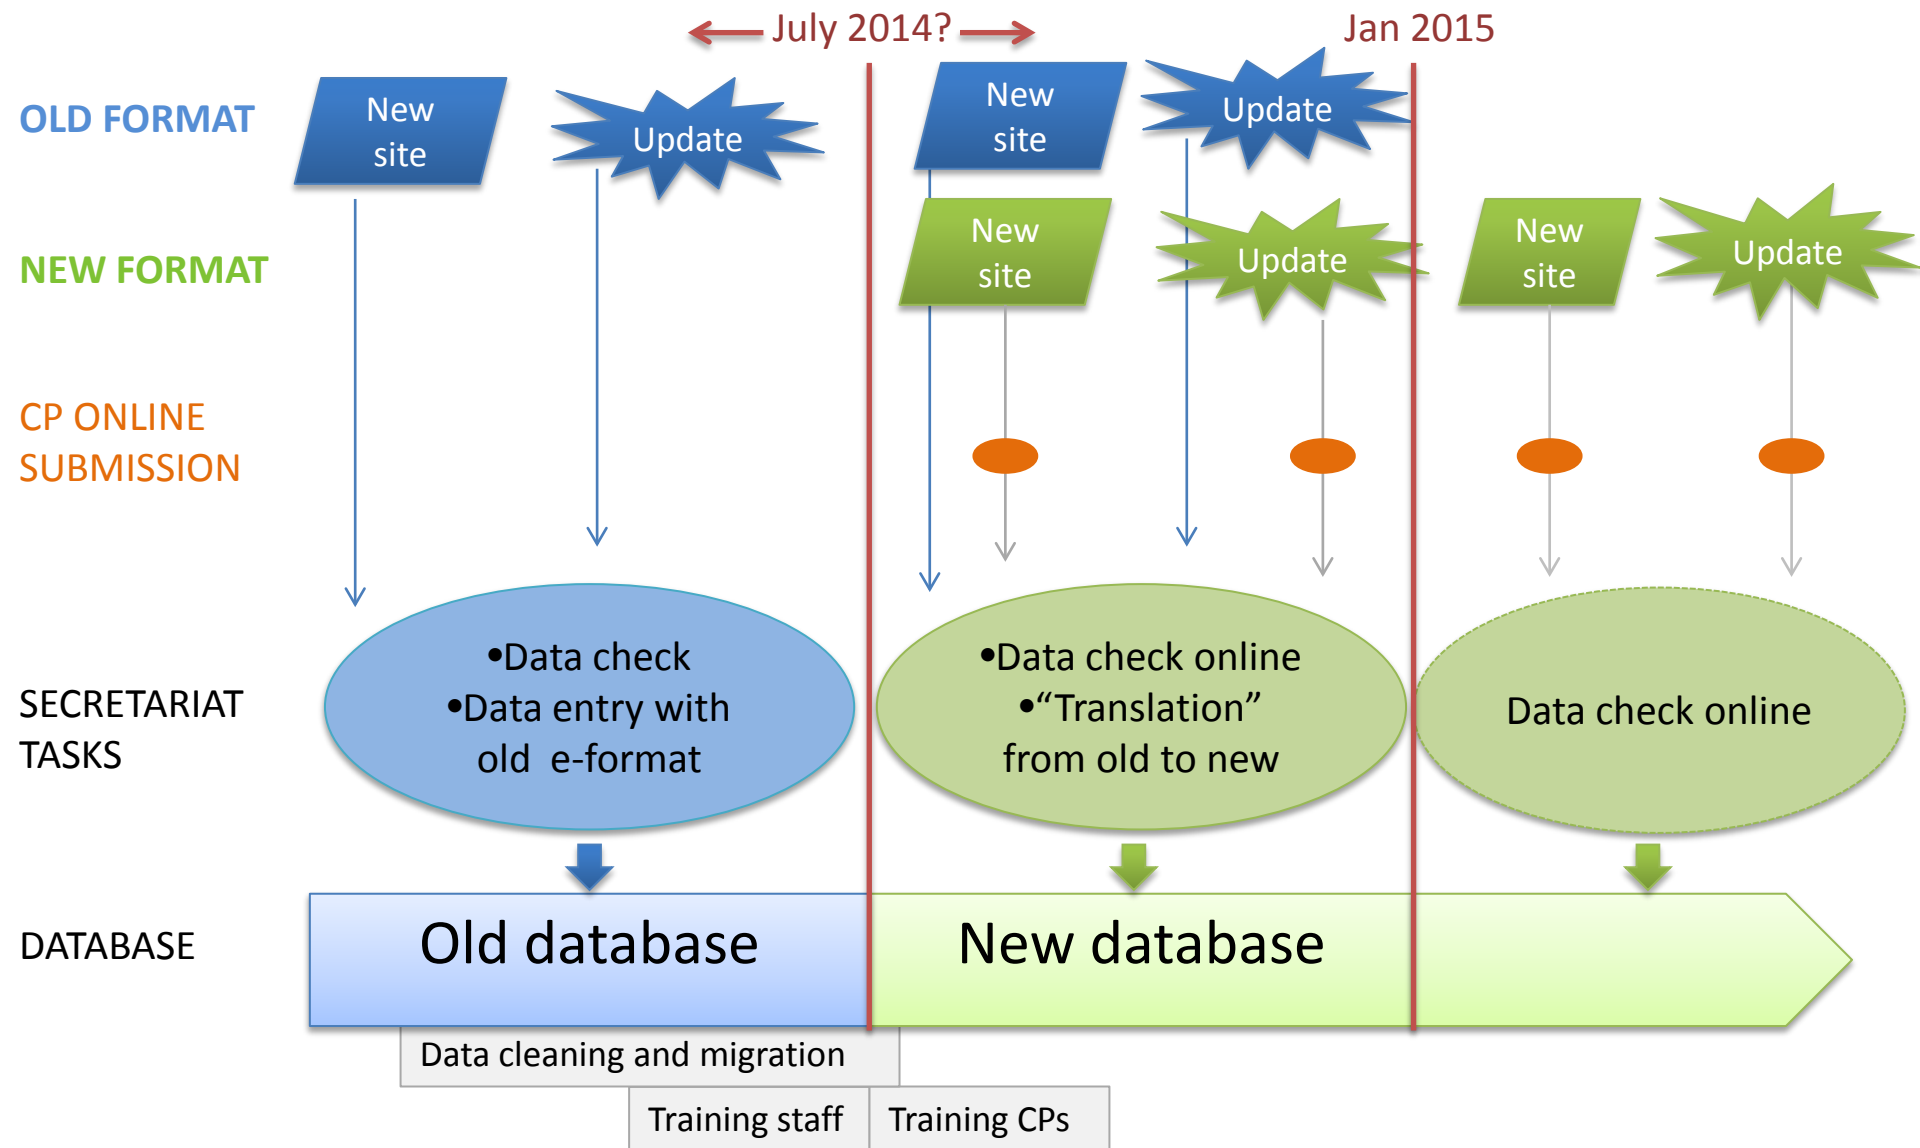 July 2014?
Jan 2015
OLD FORMAT
New
site
Update
New
site
Update
NEW FORMAT
New
site
Update
New
site
Update
CP ONLINE
SUBMISSION
SECRETARIAT
TASKS
•Data check
•Data entry with
old e-format
•Data check online
•“Translation”
from old to new
Data check online
DATABASE
Old database
New database
Data cleaning and migration
Training staff
Training CPs